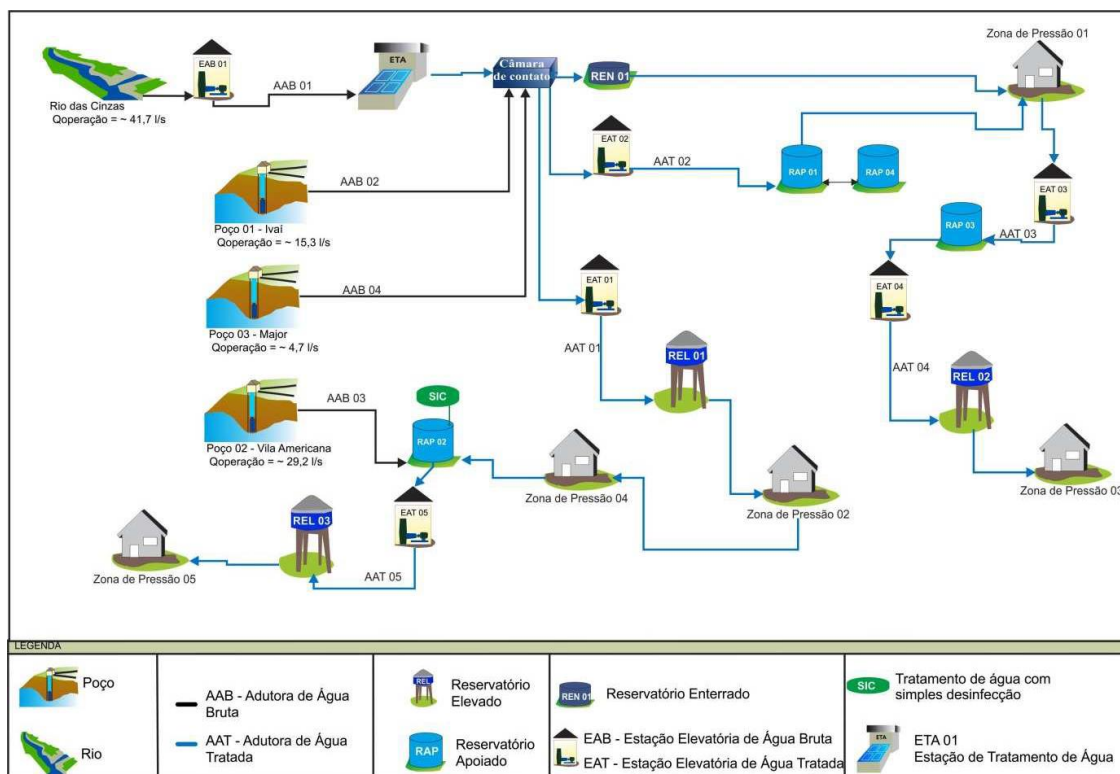 Rio das Cinzas
Qoperação = ~ 41,7 l/s
EAB 01
AAB 01
ETA
Câmara
de contato
REN 01
Zona de Pressão 01
EAT 02
AAT 02
RAP 01
RAP 04
EAT 03
AAT 03
RAP 03
AAB 02
Poço 01 - Ivaí
Qoperação = ~ 15,3 l/s
AAB 04
Poço 03 - Major
Qoperação = ~ 4,7 l/s
EAT 01
AAT 01
REL 01
EAT 04
AAT 04
REL 02
AAB 03
SIC
RAP 02
Poço 02 - Vila Americana
Qoperação = ~ 29,2 l/s
Zona de Pressão 04
Zona de Pressão 02
Zona de Pressão 03
EAT 05
AAT 05
REL 03
Zona de Pressão 05
LEGENDA
Poço
Rio
AAB - Adutora de Água
Bruta
AAT - Adutora de Água
Tratada
REL
Reservatório
Elevado
RAP
Reservatório
Apoiado
REN 01
Reservatório Enterrado
EAB - Estação Elevatória de Água Bruta
EAT - Estação Elevatória de Água Tratada
SIC
Tratamento de água com
simples desinfecção
ETA
ETA 01
Estação de Tratamento de Água